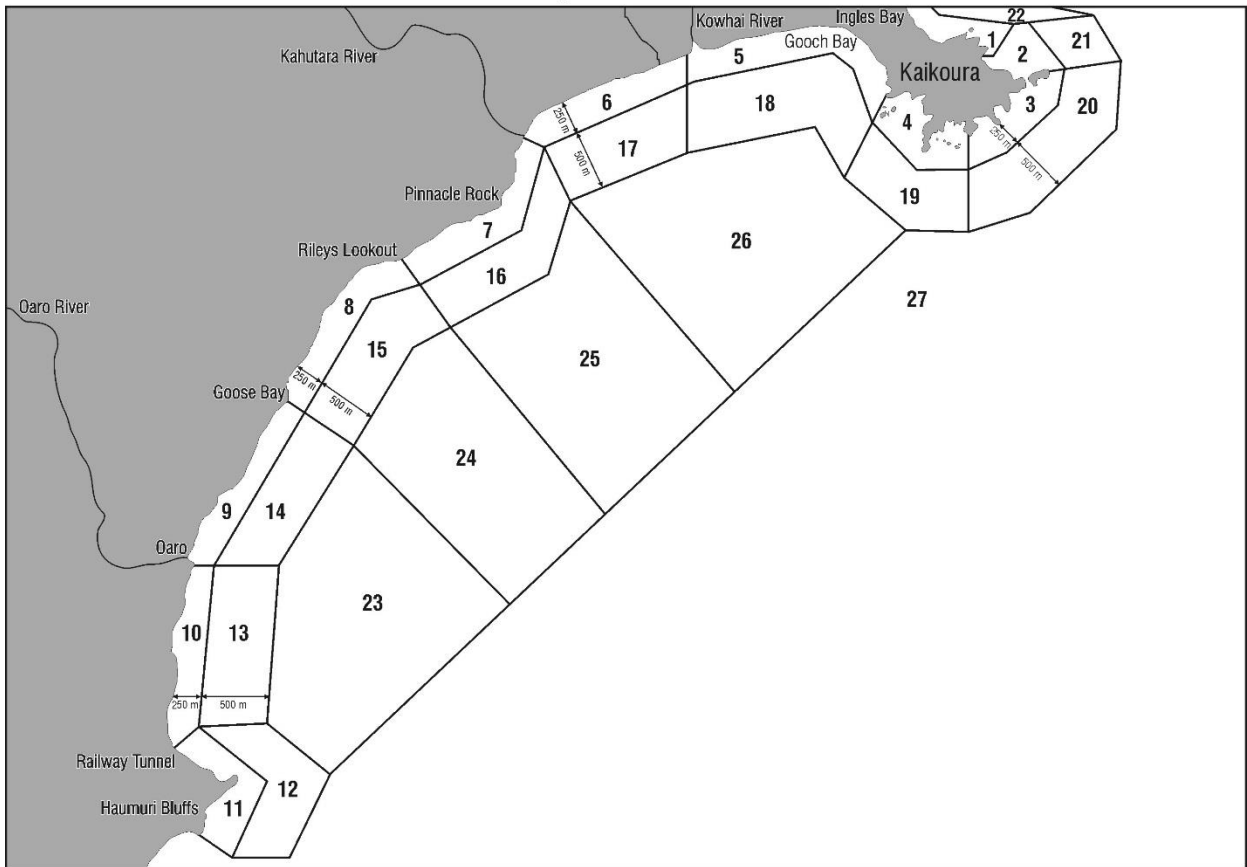 Kowhai River
Ingles Bay
22
1
2
21
Kahutara River
5
Gooch Bay
Kaikoura
6
18
3
20
250 m
4
250 m
17
500 m
500 m
Pinnacle Rock
19
7
26
Rileys Lookout
16
27
Oaro River
8
15
25
250 m
500 m
Goose Bay
24
9
14
Oaro
23
10
13
250 m
500 m
Railway Tunnel
12
Haumuri Bluffs
11